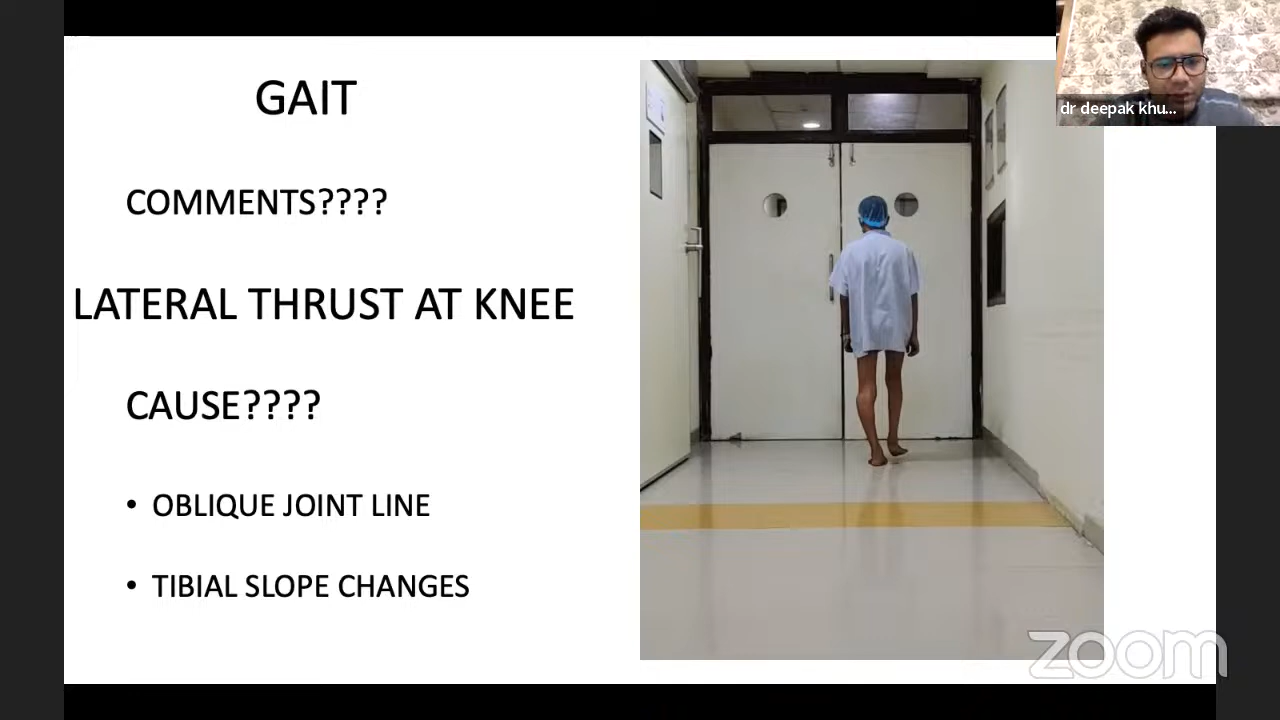 GAIT
COMMENTS????
LATERAL THRUST AT KNEE
CAUSE????
• OBLIQUE JOINT LINE
• TIBIAL SLOPE CHANGES
dr deepak khu...
zoom